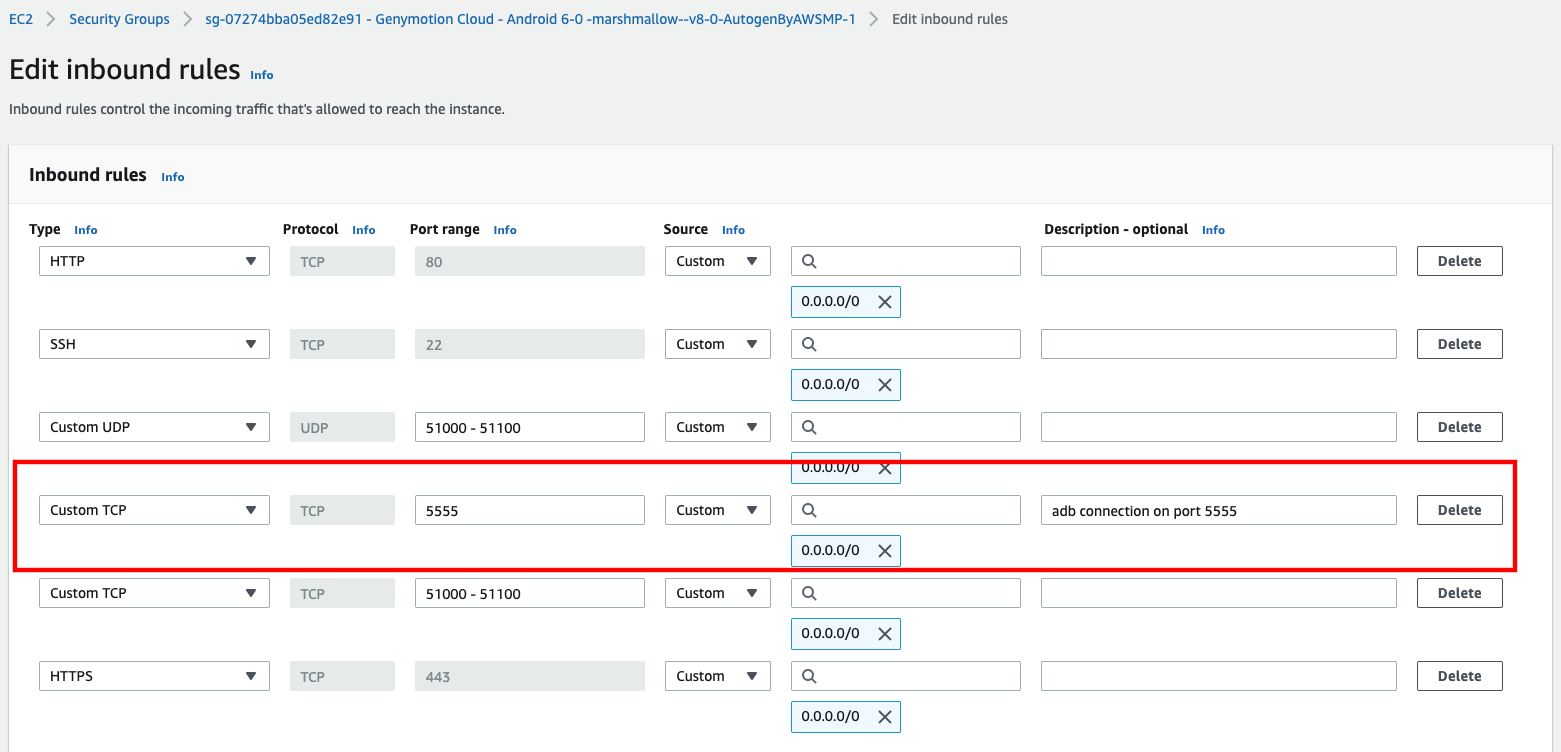 EC2 > Security Groups > sg-07274bba05ed82e91 - Genymotion Cloud - Android 6-0 -marshmallow--v8-0-AutogenByAWSMP-1 > Edit inbound rules
Edit inbound rules Info
Inbound rules control the incoming traffic that's allowed to reach the instance.
Inbound rules Info
Type Info Protocol Info Port range Info Source Info Description - optional Info
HTTP TCP 80 Custom Delete
0.0.0.0/0
SSH TCP 22 Custom Delete
0.0.0.0/0
Custom UDP UDP 51000 - 51100 Custom Delete
0.0.0.0/0
Custom TCP TCP 5555 Custom adb connection on port 5555 Delete
0.0.0.0/0
Custom TCP TCP 51000 - 51100 Custom Delete
0.0.0.0/0
HTTPS TCP 443 Custom Delete
0.0.0.0/0